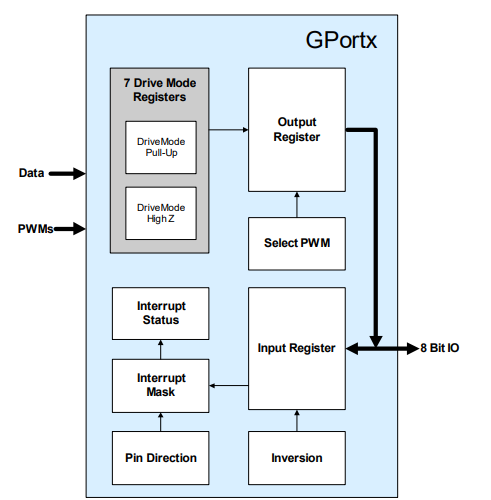 GPortx
7 Drive Mode
Registers
DriveMode
Pull-Up
DriveMode
High Z
Output
Register
Data
PWMs
Select PWM
Interrupt
Status
Input Register
8 Bit IO
Interrupt
Mask
Pin Direction
Inversion